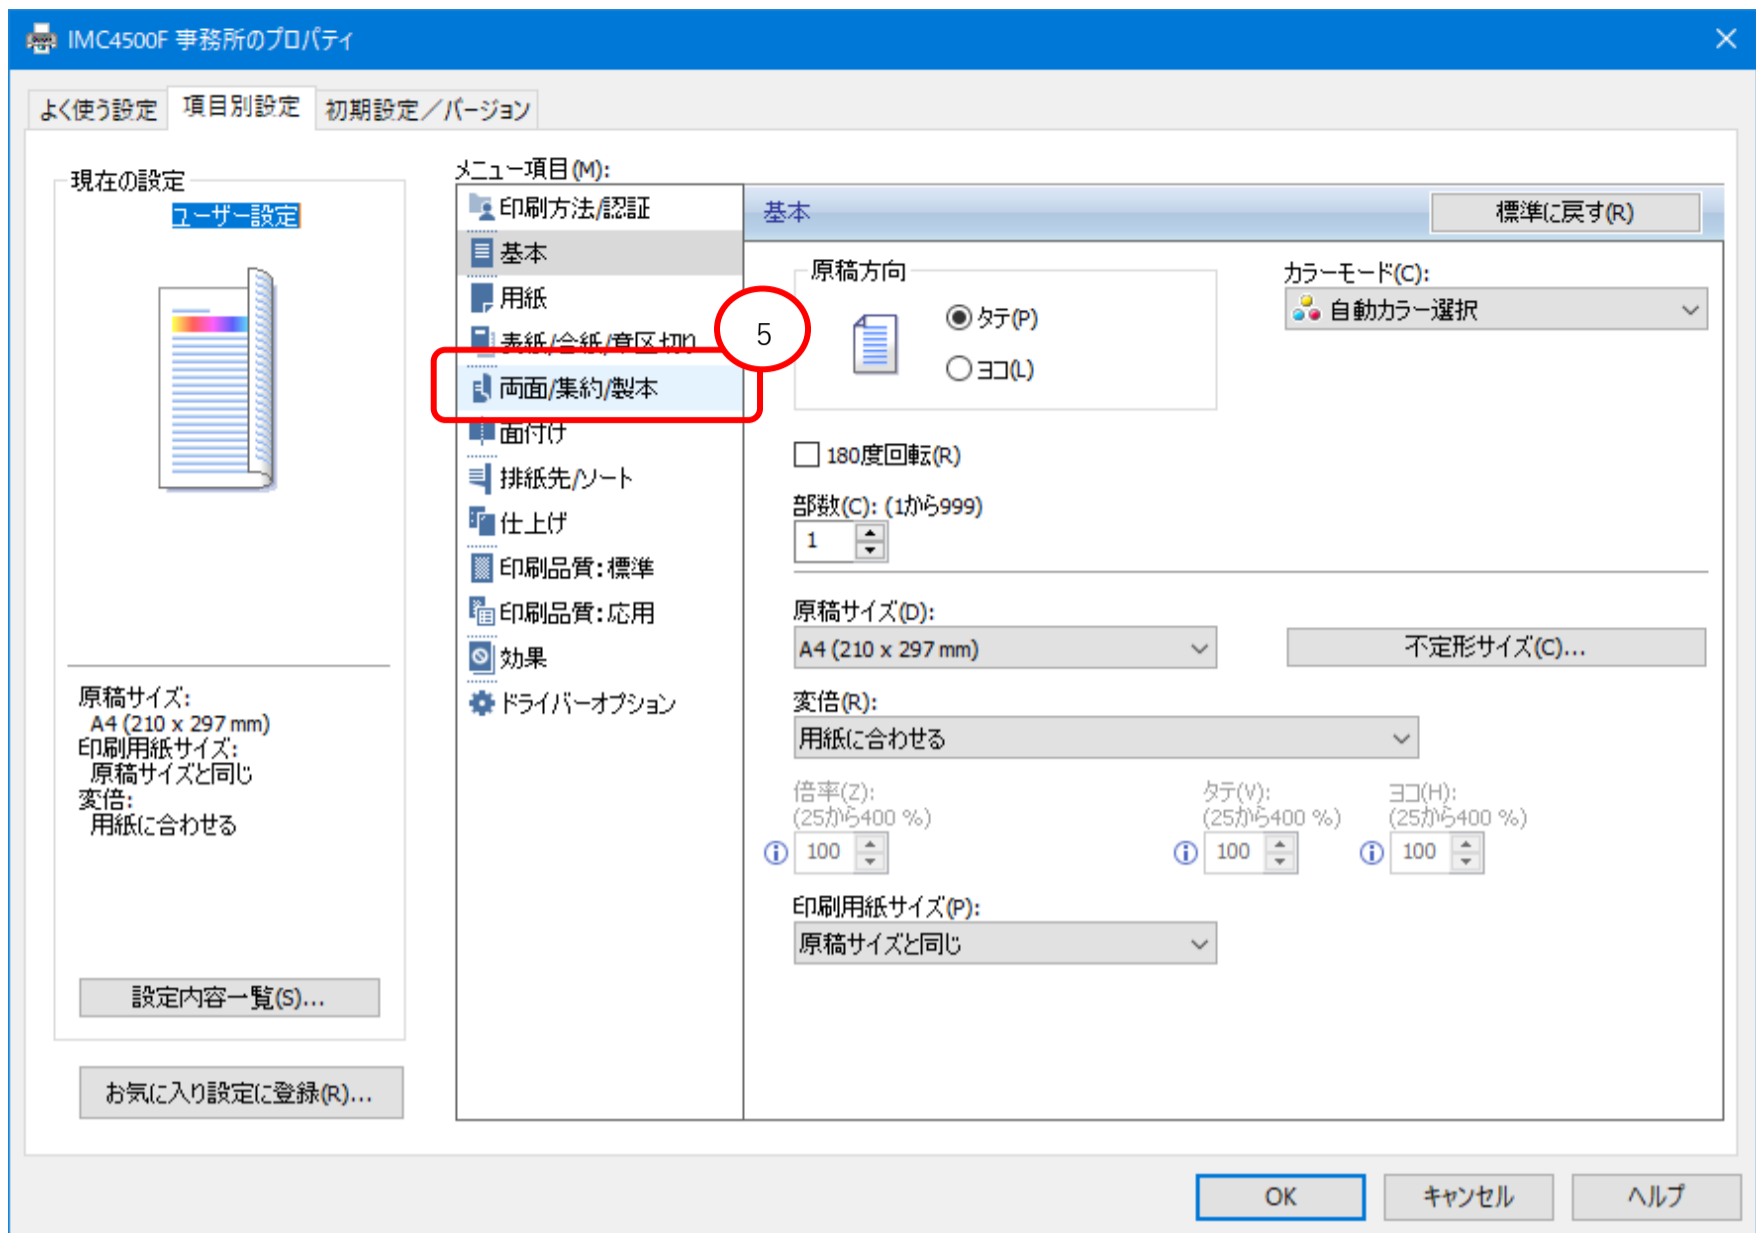 IMC4500F 事務所のプロパティ
よく使う設定
項目別設定
初期設定／バージョン
現在の設定
ユーザー設定
原稿サイズ:
A4 (210 x 297 mm)
印刷用紙サイズ:
原稿サイズと同じ
変倍:
用紙に合わせる
設定内容一覧(S)...
お気に入り設定に登録(R)...
メニュー項目(M):
印刷方法/認証
基本
用紙
表紙/合紙/章区切り
両面/集約/製本
5
面付け
排紙先/ソート
仕上げ
印刷品質:標準
印刷品質:応用
効果
ドライバーオプション
基本
標準に戻す(R)
原稿方向
タテ(P)
ヨコ(L)
カラーモード(C):
自動カラー選択
180度回転(R)
部数(C): (1から999)
1
原稿サイズ(D):
A4 (210 x 297 mm)
不定形サイズ(C)...
変倍(R):
用紙に合わせる
倍率(Z):
(25から400 %)
100
タテ(V):
(25から400 %)
100
ヨコ(H):
(25から400 %)
100
印刷用紙サイズ(P):
原稿サイズと同じ
OK
キャンセル
ヘルプ